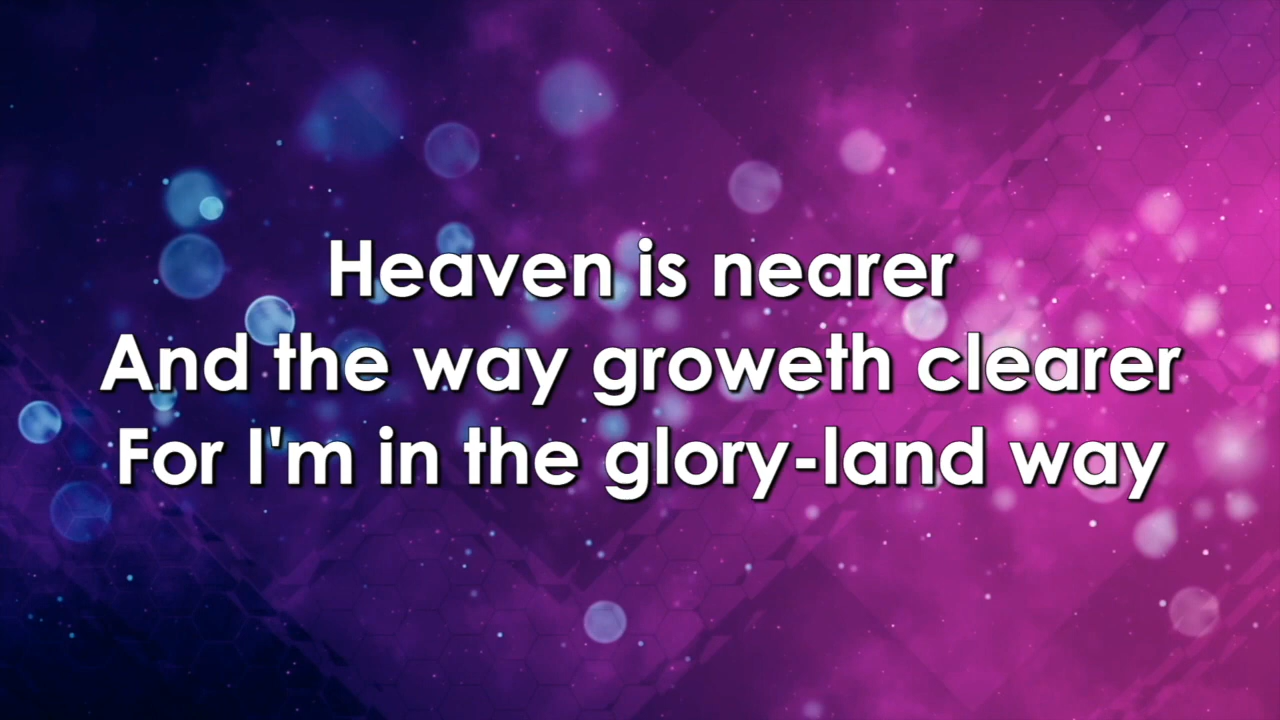 Heaven is nearer
And the way groweth clearer
For I'm in the glory-land way